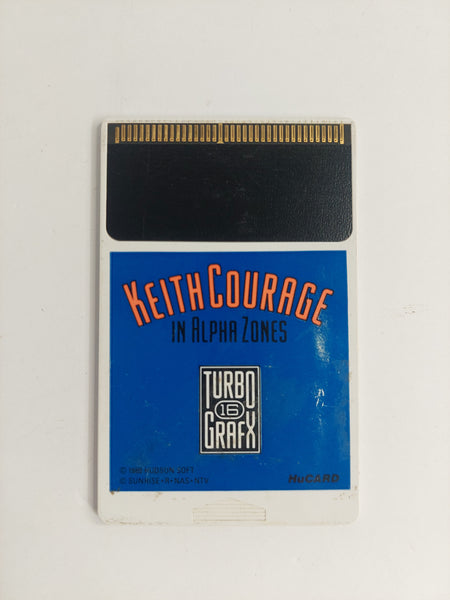 KEITH COURAGE
IN ALPHA ZONES
TURBO
16
GRAFX
© 1989 HUDSON SOFT
© SUNRISE•R•NAS•NTV
HuCARD